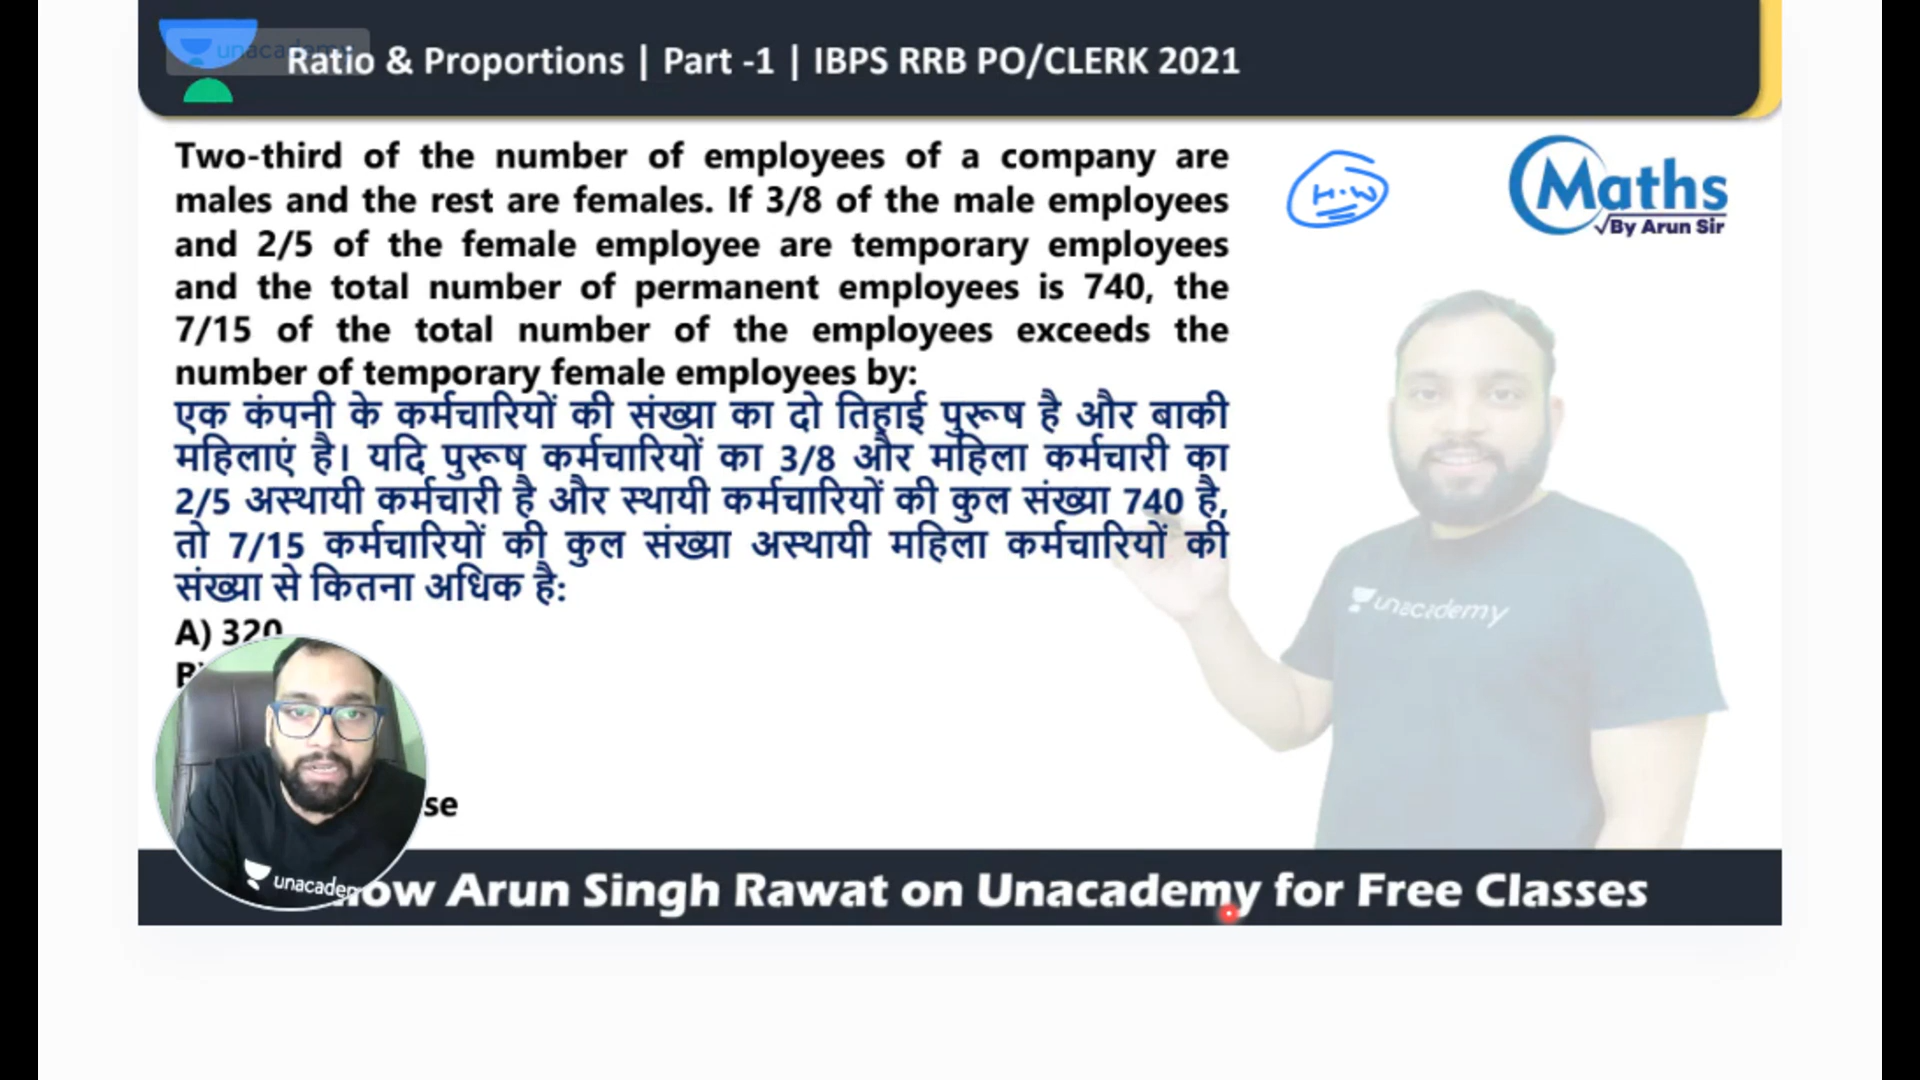 unacademy
Ratio & Proportions | Part -1 | IBPS RRB PO/CLERK 2021
Two-third of the number of employees of a company are
males and the rest are females. If 3/8 of the male employees
and 2/5 of the female employee are temporary employees
and the total number of permanent employees is 740, the
7/15 of the total number of the employees exceeds the
number of temporary female employees by:
एक कंपनी के कर्मचारियों की संख्या का दो तिहाई पुरूष है और बाकी
महिलाएं है। यदि पुरूष कर्मचारियों का 3/8 और महिला कर्मचारी का
2/5 अस्थायी कर्मचारी है और स्थायी कर्मचारियों की कुल संख्या 740 है,
तो 7/15 कर्मचारियों की कुल संख्या अस्थायी महिला कर्मचारियों की
संख्या से कितना अधिक है:
A) 320
H.W
Maths
√By Arun Sir
unacademy
Arun Singh Rawat on Unacademy for Free Classes